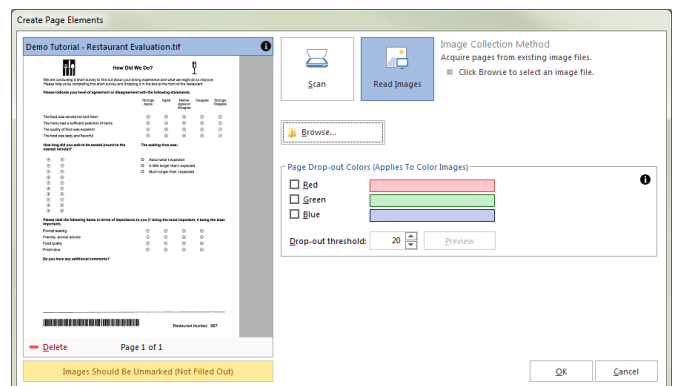 Create Page Elements
Demo Tutorial - Restaurant Evaluation.tif
How Did We Do?
We are conducting a short survey to find out about your dining experience and what we might do to improve.
Please help us by completing this short survey and dropping it in the box at the front of the restaurant.
Please indicate your level of agreement or disagreement with the following statements.
Strongly Agree
Agree
Neither Agree or Disagree
Disagree
Strongly Disagree
The food was served hot and fresh
The menu had a sufficient selection of items
The quality of food was excellent
The food was tasty and flavorful
How long did you wait to be seated (round to the nearest minute)?
The waiting time was:
About what I expected
A little longer than I expected
Much longer than I expected
Please rank the following items in terms of importance to you (1 being the most important, 4 being the least important).
Prompt seating
Friendly, prompt service
Food quality
Price/value
Do you have any additional comments?
Restaurant Number: 607
Delete
Page 1 of 1
Images Should Be Unmarked (Not Filled Out)
Scan
Read Images
Image Collection Method
Acquire pages from existing image files.
Click Browse to select an image file.
Browse...
Page Drop-out Colors (Applies To Color Images)
Red
Green
Blue
Drop-out threshold:
20
Preview
OK
Cancel